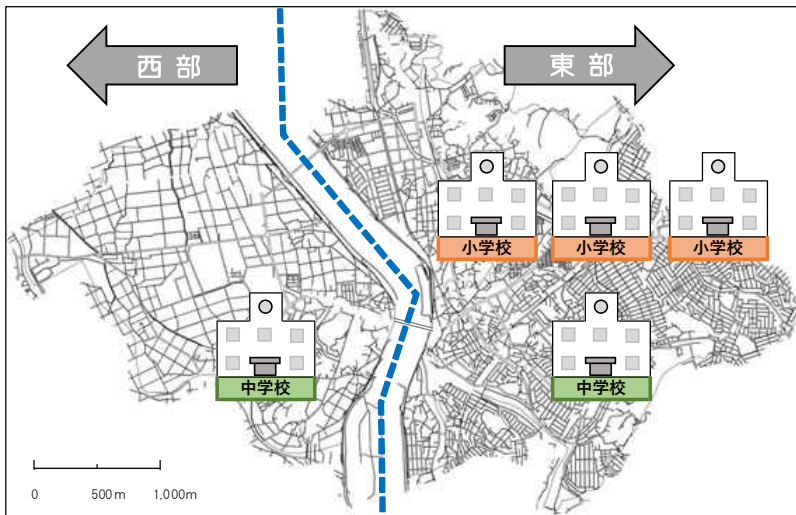 西部
東部
小学校
小学校
小学校
中学校
中学校
0 500m 1,000m